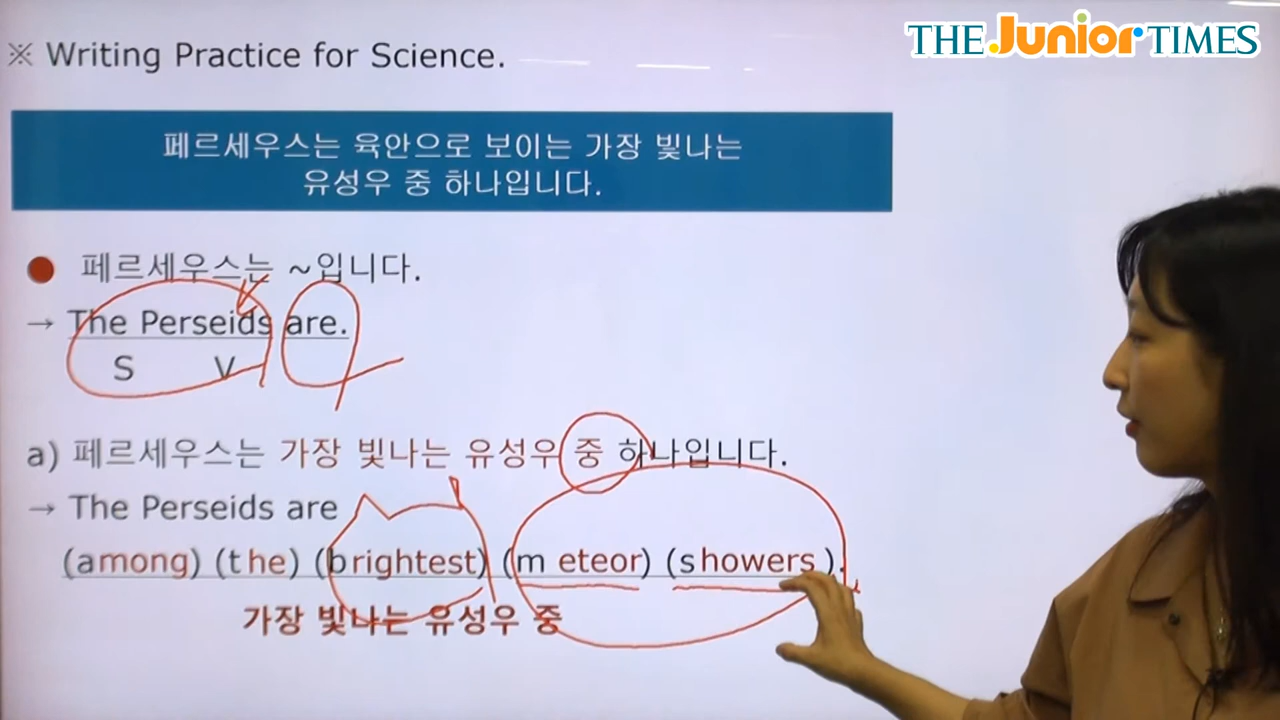 ※ Writing Practice for Science.
THE Junior TIMES
페르세우스는 육안으로 보이는 가장 빛나는
유성우 중 하나입니다.
● 페르세우스는 ~입니다.
→ The Perseids are.
S V
a) 페르세우스는 가장 빛나는 유성우 중 하나입니다.
→ The Perseids are
(among) (the) (brightest) (m eteor) (showers ).
가장 빛나는 유성우 중